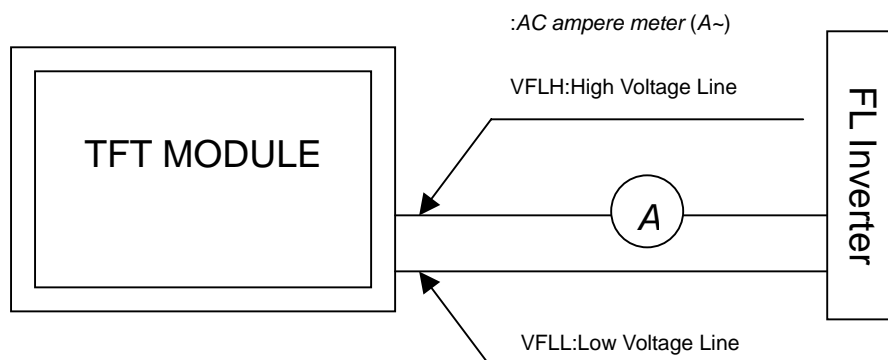 :AC ampere meter (A~)
VFLH:High Voltage Line
TFT MODULE
FL Inverter
A
VFLL:Low Voltage Line